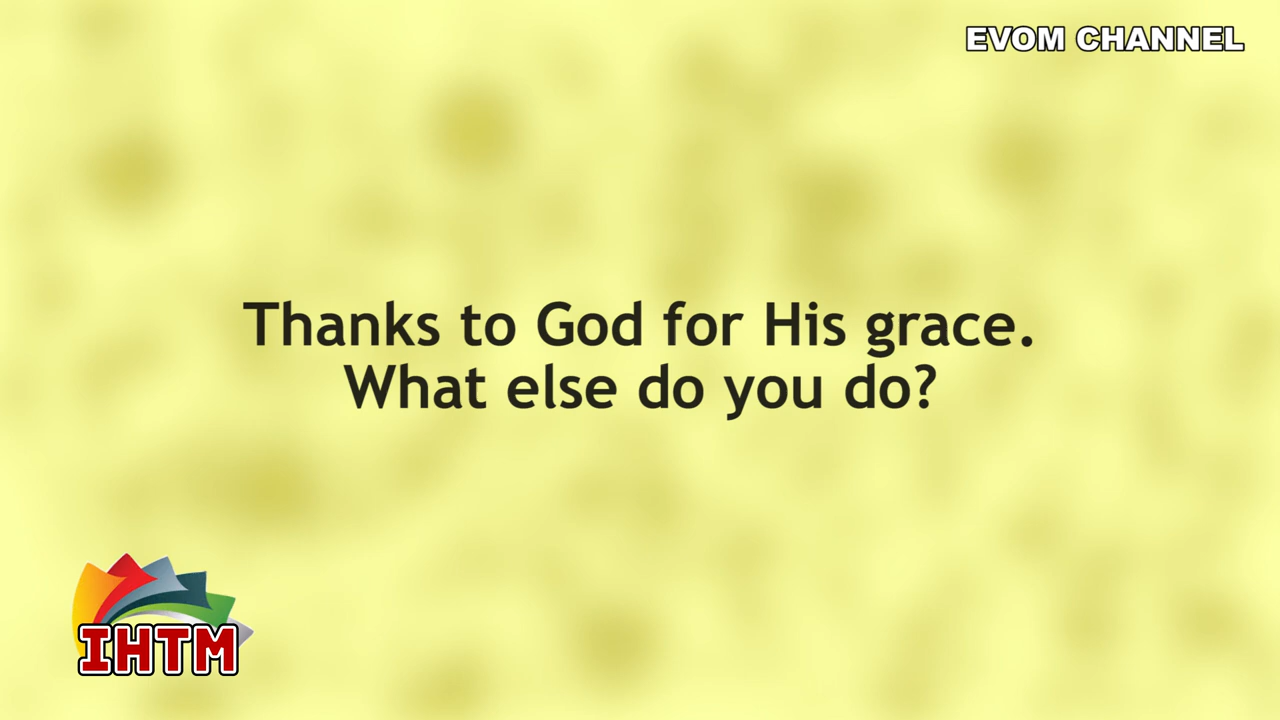 EVOM CHANNEL
Thanks to God for His grace.
What else do you do?
IHTM